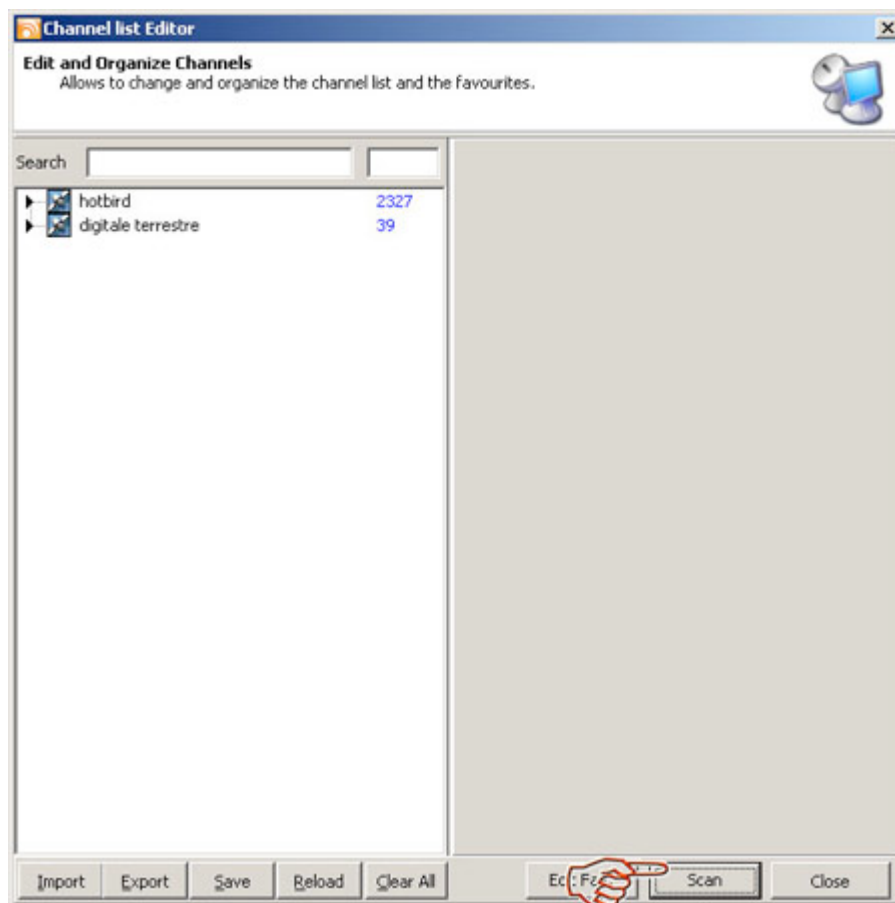 Channel list Editor
Edit and Organize Channels
Allows to change and organize the channel list and the favourites.
Search
hotbird 2327
digitale terrestre 39
Import Export Save Reload Clear All Scan Close